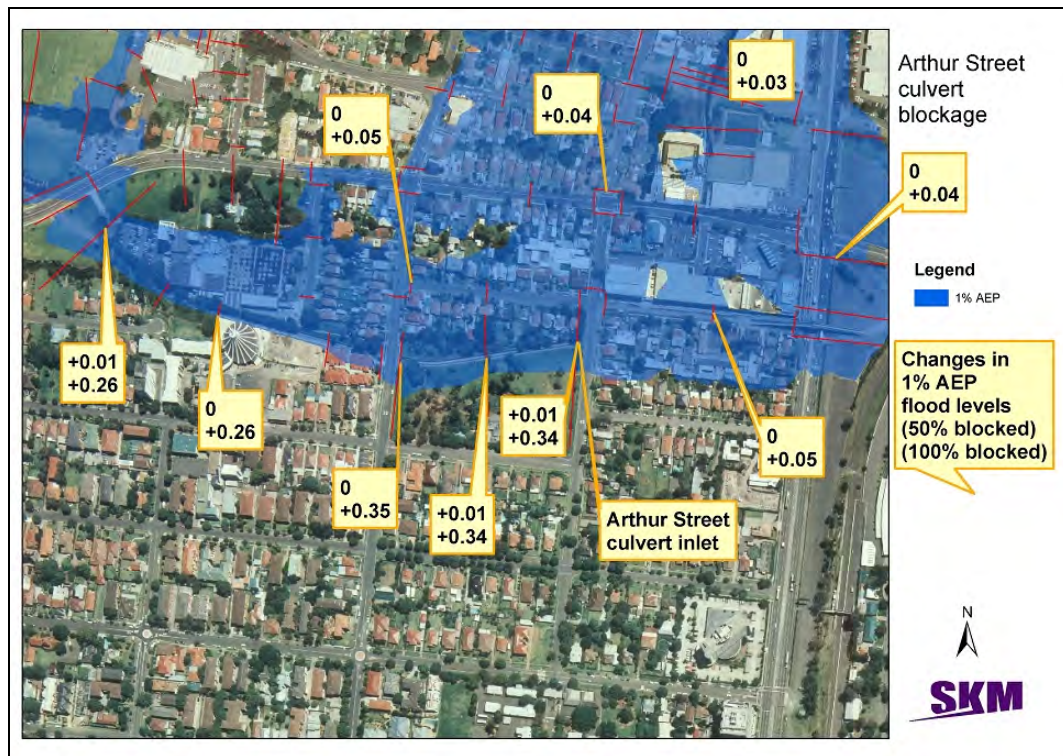 0
+0.03
0
+0.04
0
+0.05
Arthur Street
culvert
blockage
0
+0.04
Legend
1% AEP
+0.01
+0.26
0
+0.26
0
+0.35
+0.01
+0.34
+0.01
+0.34
Arthur Street
culvert inlet
0
+0.05
Changes in
1% AEP
flood levels
(50% blocked)
(100% blocked)
N
SKM